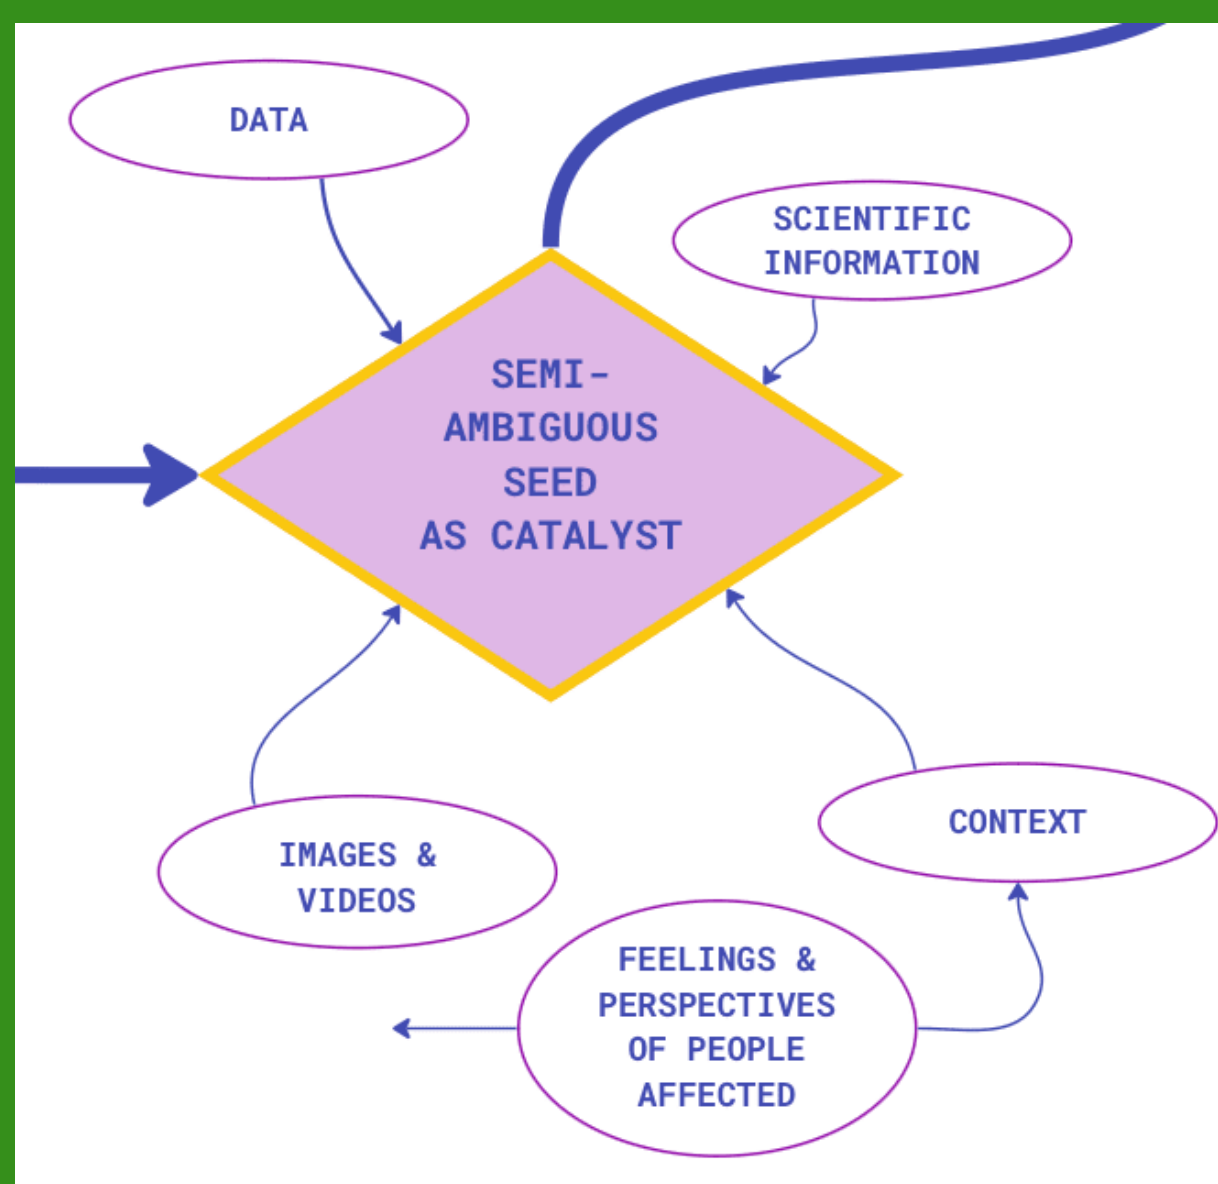 DATA
SCIENTIFIC
INFORMATION
SEMI-
AMBIGUOUS
SEED
AS CATALYST
IMAGES &
VIDEOS
CONTEXT
FEELINGS &
PERSPECTIVES
OF PEOPLE
AFFECTED